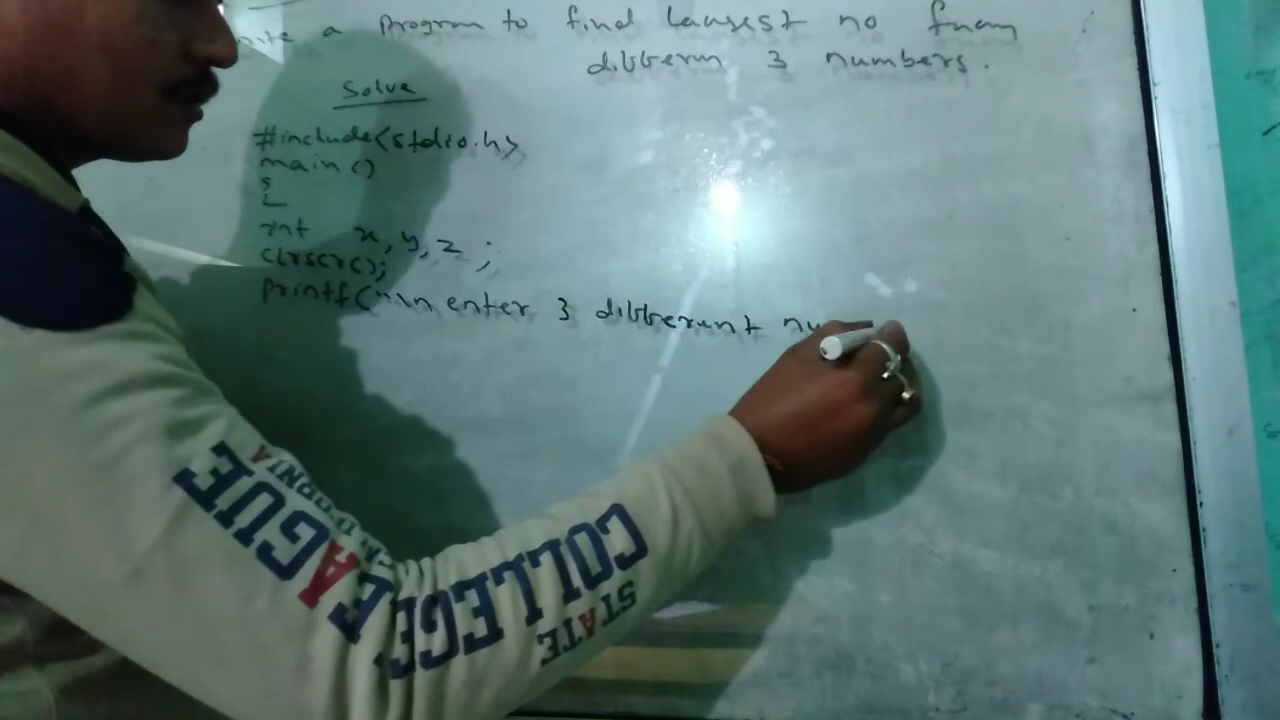 a Program to find Largest no from
different 3 numbers.
Solve
#include<stdio.h>
main()
{
int x, y, z ;
clrscr();
printf("\n enter 3 different nu
LEAGUE
CALIFORNIA
COLLEGE
STATE